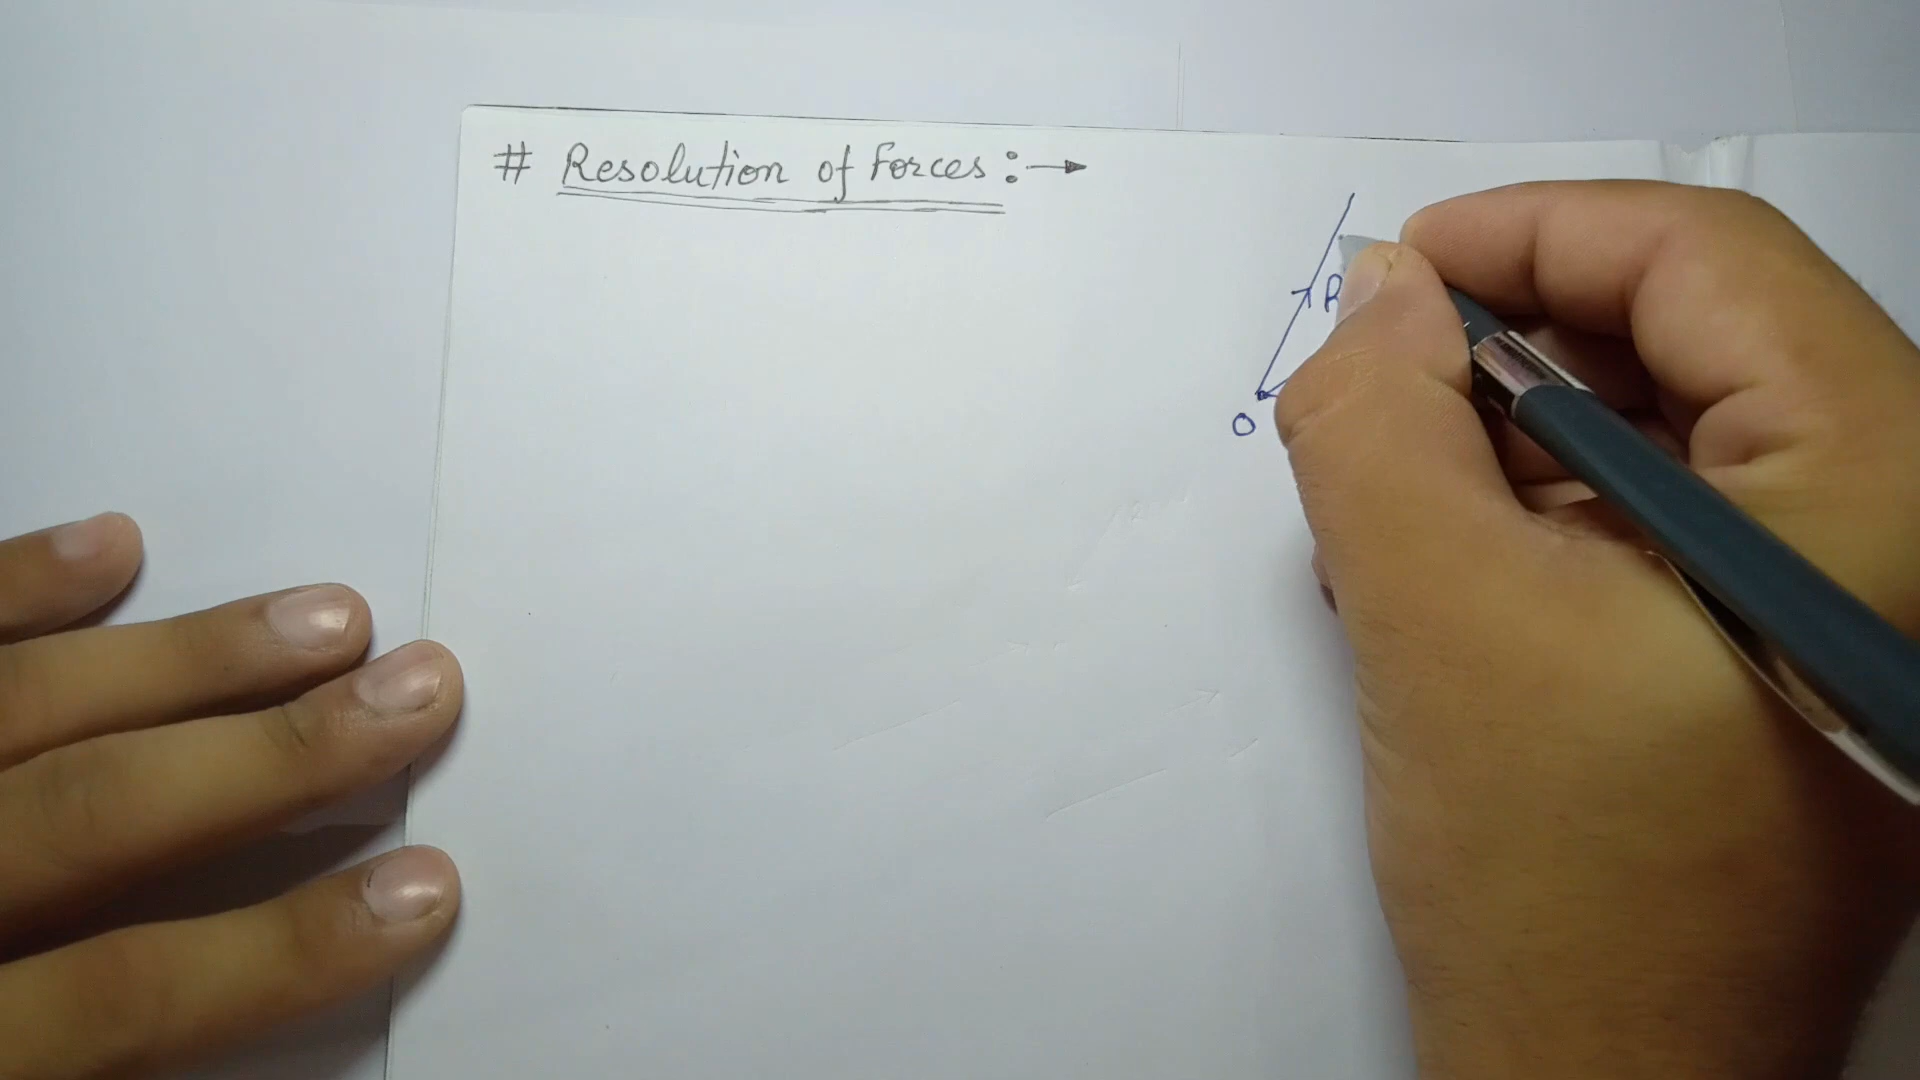 # Resolution of Forces :→
R
O